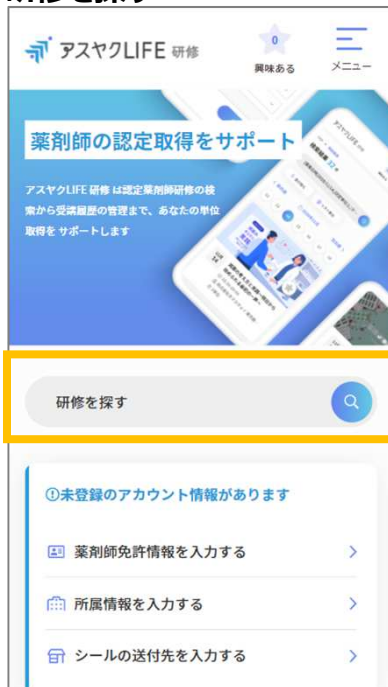 アスヤクLIFE 研修
0
興味ある
メニュー
薬剤師の認定取得をサポート
アスヤクLIFE 研修 は認定薬剤師研修の検
索から受講履歴の管理まで、あなたの単位
取得を サポートします
研修を探す
!未登録のアカウント情報があります
薬剤師免許情報を入力する
所属情報を入力する
シールの送付先を入力する